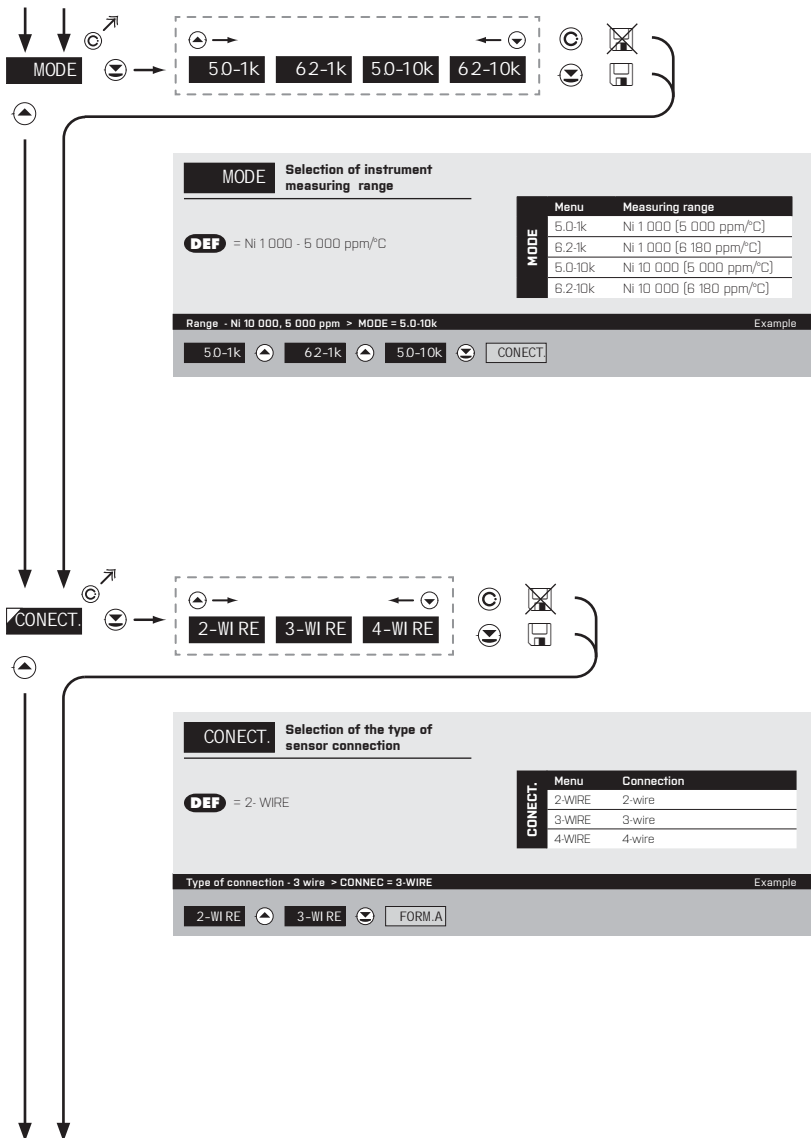 MODE
5.0-1k 6.2-1k 5.0-10k 6.2-10k
MODE
Selection of instrument
measuring range
DEF = Ni 1 000 - 5 000 ppm/°C
MODE
Menu Measuring range
5.0-1k Ni 1 000 (5 000 ppm/°C)
6.2-1k Ni 1 000 (6 180 ppm/°C)
5.0-10k Ni 10 000 (5 000 ppm/°C)
6.2-10k Ni 10 000 (6 180 ppm/°C)
Range - Ni 10 000, 5 000 ppm > MODE = 5.0-10k Example
5.0-1k 6.2-1k 5.0-10k CONECT.
CONECT.
2-WIRE 3-WIRE 4-WIRE
CONECT.
Selection of the type of
sensor connection
DEF = 2- WIRE
CONECT.
Menu Connection
2-WIRE 2-wire
3-WIRE 3-wire
4-WIRE 4-wire
Type of connection - 3 wire > CONNEC = 3-WIRE Example
2-WIRE 3-WIRE FORM.A